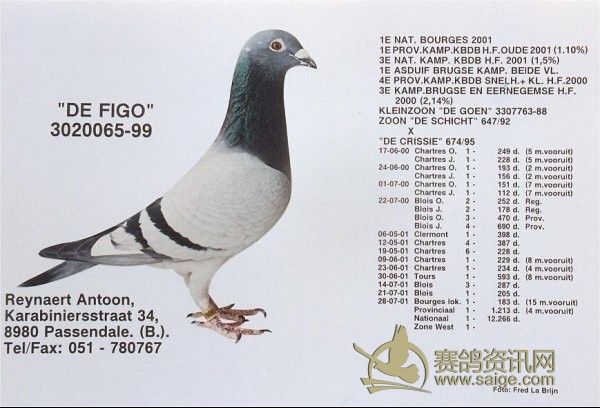 "DE FIGO"
3020065-99
Reynaert Antoon,
Karabiniersstraat 34,
8980 Passendale. (B.).
Tel/Fax: 051 - 780767
1E NAT. BOURGES 2001
1E PROV.KAMP.KBDB H.F.OUDE 2001 (1.10%)
3E NAT. KAMP. KBDB H.F. 2001 (1,5%)
1E ASDUIF BRUGSE KAMP. BEIDE VL.
4E PROV.KAMP.KBDB SNELH.+ KL. H.F.2000
3E KAMP.BRUGSE EN EERNEGEMSE H.F.
2000 (2,14%)
KLEINZOON "DE GOEN" 3307763-88
ZOON "DE SCHICHT" 647/92
X
"DE CRISSIE" 674/95
17-06-00 Chartres O. 1 - 249 d. (5 m.vooruit)
Chartres J. 1 - 228 d. (5 m.vooruit)
24-06-00 Chartres O. 1 - 193 d. (2 m.vooruit)
Chartres J. 1 - 156 d. (2 m.vooruit)
01-07-00 Chartres O. 1 - 151 d. (7 m.vooruit)
Chartres J. 1 - 112 d. (7 m.vooruit)
22-07-00 Blois O. 2 - 252 d. Reg.
Blois J. 2 - 178 d. Reg.
Blois O. 3 - 470 d. Prov.
Blois J. 4 - 690 d. Prov.
06-05-01 Clermont 1 - 398 d.
12-05-01 Chartres 4 - 387 d.
19-05-01 Chartres 6 - 228 d.
09-06-01 Chartres 1 - 229 d. (8 m.vooruit)
23-06-01 Chartres 1 - 234 d. (4 m.vooruit)
30-06-01 Tours 1 - 593 d. (8 m.vooruit)
14-07-01 Blois 3 - 287 d.
21-07-01 Blois 1 - 205 d.
28-07-01 Bourges lok. 1 - 183 d. (15 m.vooruit)
Provinciaal 1 - 1.213 d. (4 m.vooruit)
Nationaal 1 - 12.266 d.
Zone West 1 -
赛鸽资讯网
www.saige.com
Foto: Fred La Brijn